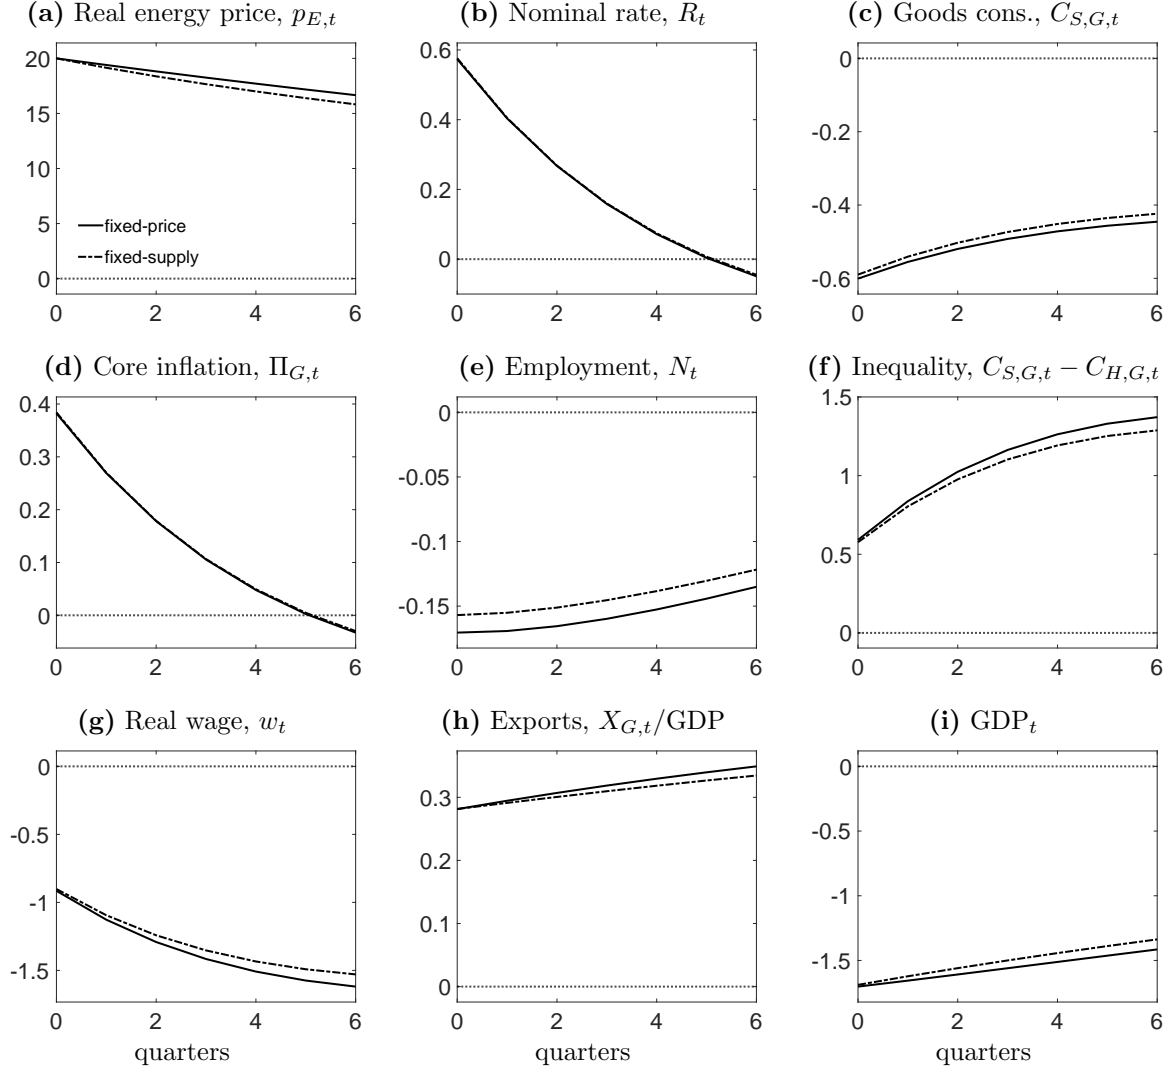 (a) Real energy price, p_{E,t}
(b) Nominal rate, R_t
(c) Goods cons., C_{S,G,t}
20
15
10
5
0
fixed-price
fixed-supply
0 2 4 6
0.6
0.4
0.2
0
0 2 4 6
0
-0.2
-0.4
-0.6
0 2 4 6
(d) Core inflation, Π_{G,t}
(e) Employment, N_t
(f) Inequality, C_{S,G,t} − C_{H,G,t}
0.4
0.3
0.2
0.1
0
0 2 4 6
0
-0.05
-0.1
-0.15
0 2 4 6
1.5
1
0.5
0
0 2 4 6
(g) Real wage, w_t
(h) Exports, X_{G,t}/GDP
(i) GDP_t
0
-0.5
-1
-1.5
0 2 4 6
quarters
0.3
0.2
0.1
0
0 2 4 6
quarters
0
-0.5
-1
-1.5
0 2 4 6
quarters